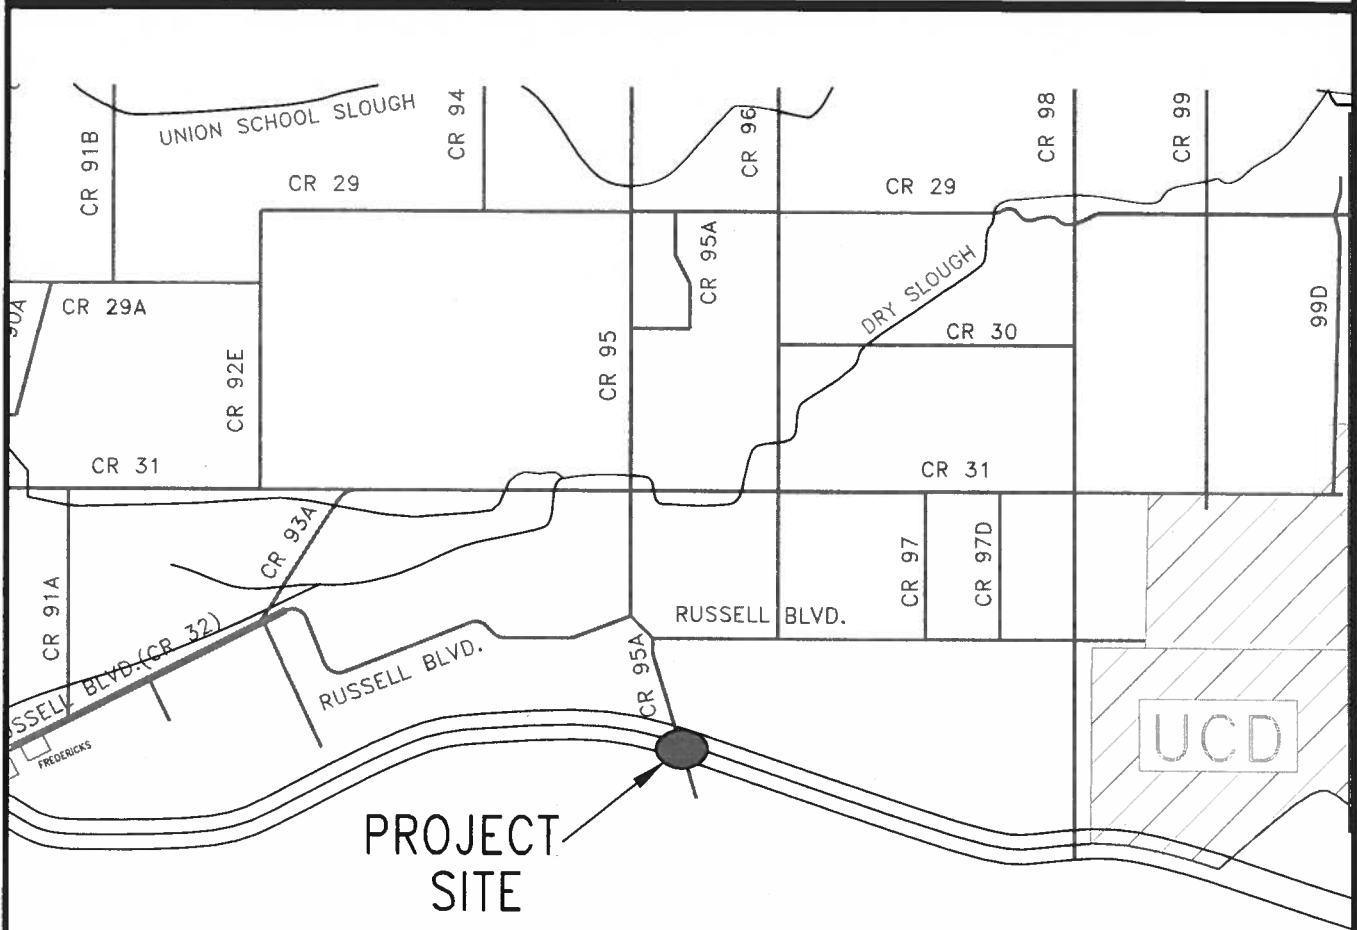 UNION SCHOOL SLOUGH
CR 91B
CR 94
CR 96
CR 98
CR 99
CR 29
CR 29
CR 95A
DRY SLOUGH
CR 29A
90A
CR 92E
CR 95
CR 30
99D
CR 31
CR 31
CR 93A
CR 91A
CR 97
CR 97D
RUSSELL BLVD.
SSELL BLVD.(CR 32)
RUSSELL BLVD.
CR 95A
FREDERICKS
UCD
PROJECT
SITE